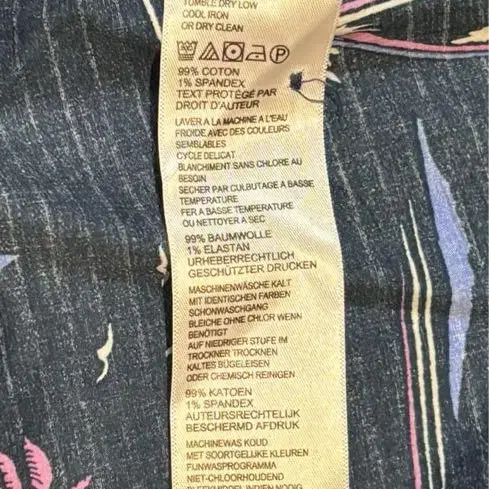 TUMBLE DRY LOW
COOL IRON
OR DRY CLEAN
P
99% COTON
1% SPANDEX
TEXT PROTÉGÉ PAR
DROIT D'AUTEUR
LAVER A LA MACHINE A L'EAU
FROIDE AVEC DES COULEURS
SEMBLABLES
CYCLE DELICAT
BLANCHIMENT SANS CHLORE AU
BESOIN
SECHER PAR CULBUTAGE A BASSE
TEMPERATURE
FER A BASSE TEMPERATURE
OU NETTOYER A SEC
99% BAUMWOLLE
1% ELASTAN
URHEBERRECHTLICH
GESCHÜTZTER DRUCKEN
MASCHINENWÄSCHE KALT
MIT IDENTISCHEN FARBEN
SCHONWASCHGANG
BLEICHE OHNE CHLOR WENN
BENÖTIGT
AUF NIEDRIGER STUFE IM
TROCKNER TROCKNEN
KALTES BÜGELEISEN
ODER CHEMISCH REINIGEN
99% KATOEN
1% SPANDEX
AUTEURSRECHTELIJK
BESCHERMD AFDRUK
MACHINEWAS KOUD
MET SOORTGELIJKE KLEUREN
FIJNWASPROGRAMMA
NIET-CHLOORHOUDEND
BLEEKMIDDEL INDIEN NODIG